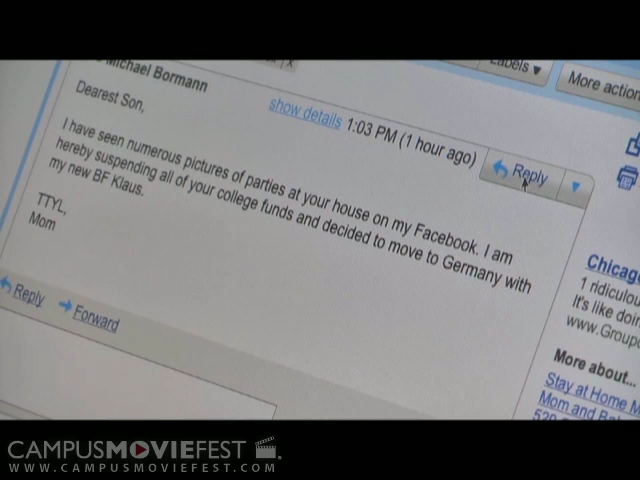 Labels ▼
More action
Michael Bormann
show details 1:03 PM (1 hour ago)
Reply
Dearest Son,
I have seen numerous pictures of parties at your house on my Facebook. I am
hereby suspending all of your college funds and decided to move to Germany with
my new BF Klaus.
TTYL,
Mom
Reply
Forward
Chicago
1 ridiculou
It's like doin
www.Groupo
More about...
Stay at Home M
Mom and Bab
CAMPUSMOVIEFEST
WWW.CAMPUSMOVIEFEST.COM